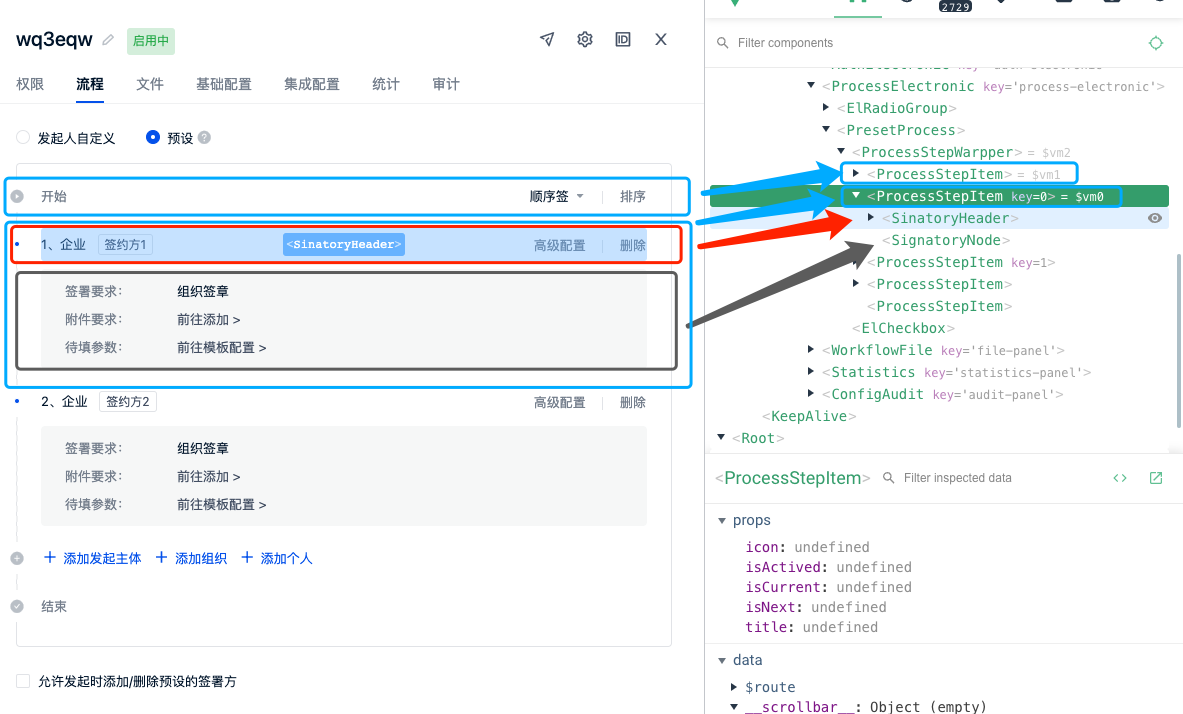 wq3eqw 启用中
权限 流程 文件 基础配置 集成配置 统计 审计
发起人自定义 预设 ?
开始 顺序签 排序
1、企业 签约方1 <SinatoryHeader> 高级配置 删除
签署要求： 组织签章
附件要求： 前往添加 >
待填参数： 前往模板配置 >
2、企业 签约方2 高级配置 删除
签署要求： 组织签章
附件要求： 前往添加 >
待填参数： 前往模板配置 >
+ 添加发起主体 + 添加组织 + 添加个人
结束
允许发起时添加/删除预设的签署方
2729
Filter components
<ProcessElectronic key='process-electronic'>
<ElRadioGroup>
<PresetProcess>
<ProcessStepWarpper> = $vm2
<ProcessStepItem> = $vm1
<ProcessStepItem key=0> = $vm0
<SinatoryHeader>
<SignatoryNode>
<ProcessStepItem key=1>
<ProcessStepItem>
<ProcessStepItem>
<ElCheckbox>
<WorkflowFile key='file-panel'>
<Statistics key='statistics-panel'>
<ConfigAudit key='audit-panel'>
<KeepAlive>
<Root>
<ProcessStepItem> Filter inspected data
props
icon: undefined
isActived: undefined
isCurrent: undefined
isNext: undefined
title: undefined
data
$route
__scrollbar__: Object (empty)